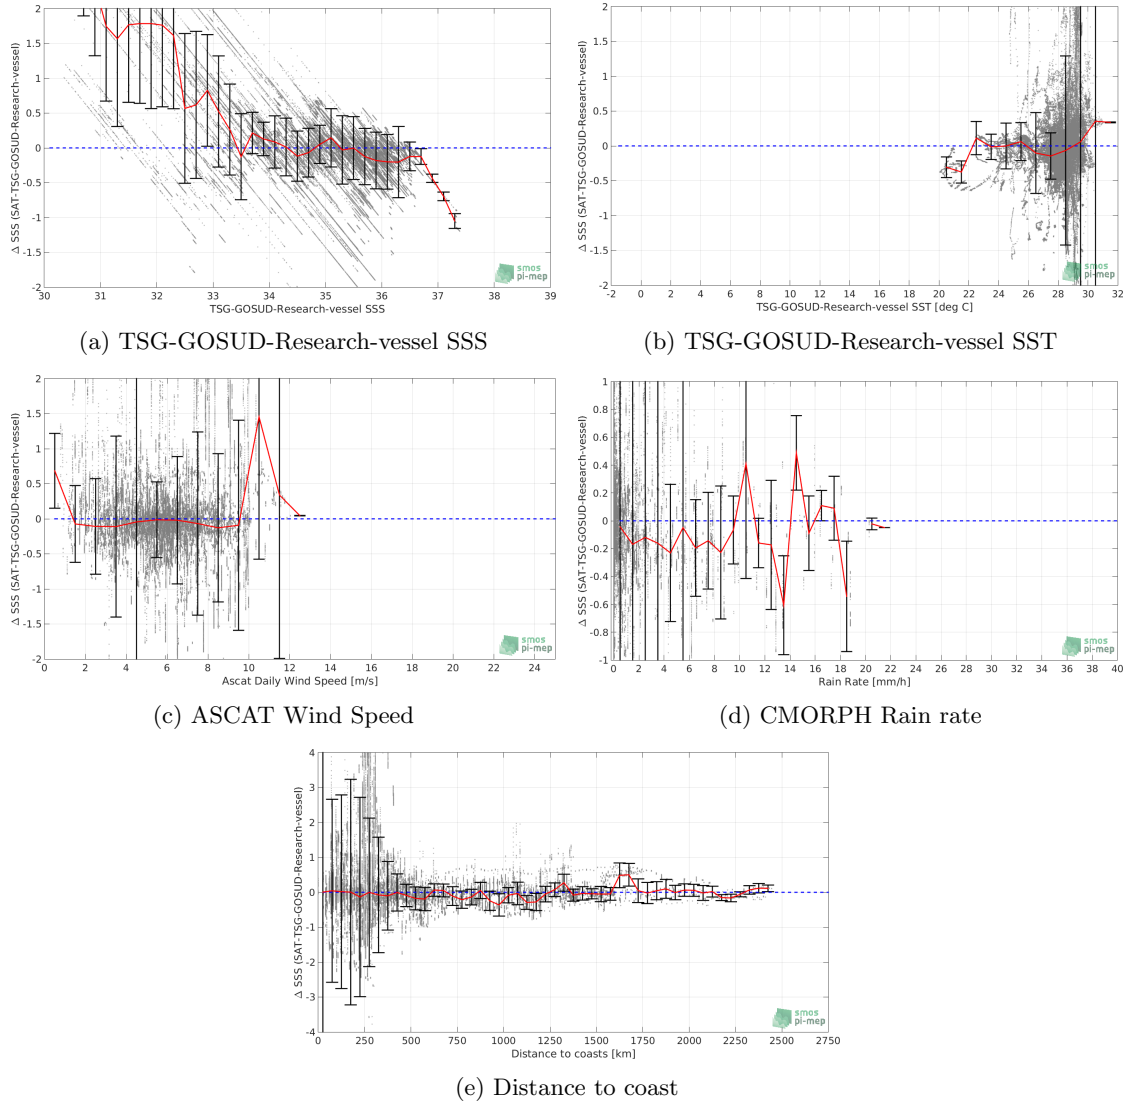 Δ SSS (SAT-TSG-GOSUD-Research-vessel)
2
1.5
1
0.5
0
-0.5
-1
-1.5
-2
30 31 32 33 34 35 36 37 38 39
TSG-GOSUD-Research-vessel SSS
smos
pi-mep
(a) TSG-GOSUD-Research-vessel SSS
Δ SSS (SAT-TSG-GOSUD-Research-vessel)
2
1.5
1
0.5
0
-0.5
-1
-1.5
-2
-2 0 2 4 6 8 10 12 14 16 18 20 22 24 26 28 30 32
TSG-GOSUD-Research-vessel SST [deg C]
smos
pi-mep
(b) TSG-GOSUD-Research-vessel SST
Δ SSS (SAT-TSG-GOSUD-Research-vessel)
2
1.5
1
0.5
0
-0.5
-1
-1.5
-2
0 2 4 6 8 10 12 14 16 18 20 22 24
Ascat Daily Wind Speed [m/s]
smos
pi-mep
(c) ASCAT Wind Speed
Δ SSS (SAT-TSG-GOSUD-Research-vessel)
1
0.8
0.6
0.4
0.2
0
-0.2
-0.4
-0.6
-0.8
-1
0 2 4 6 8 10 12 14 16 18 20 22 24 26 28 30 32 34 36 38 40
Rain Rate [mm/h]
smos
pi-mep
(d) CMORPH Rain rate
Δ SSS (SAT-TSG-GOSUD-Research-vessel)
4
3
2
1
0
-1
-2
-3
-4
0 250 500 750 1000 1250 1500 1750 2000 2250 2500 2750
Distance to coasts [km]
smos
pi-mep
(e) Distance to coast